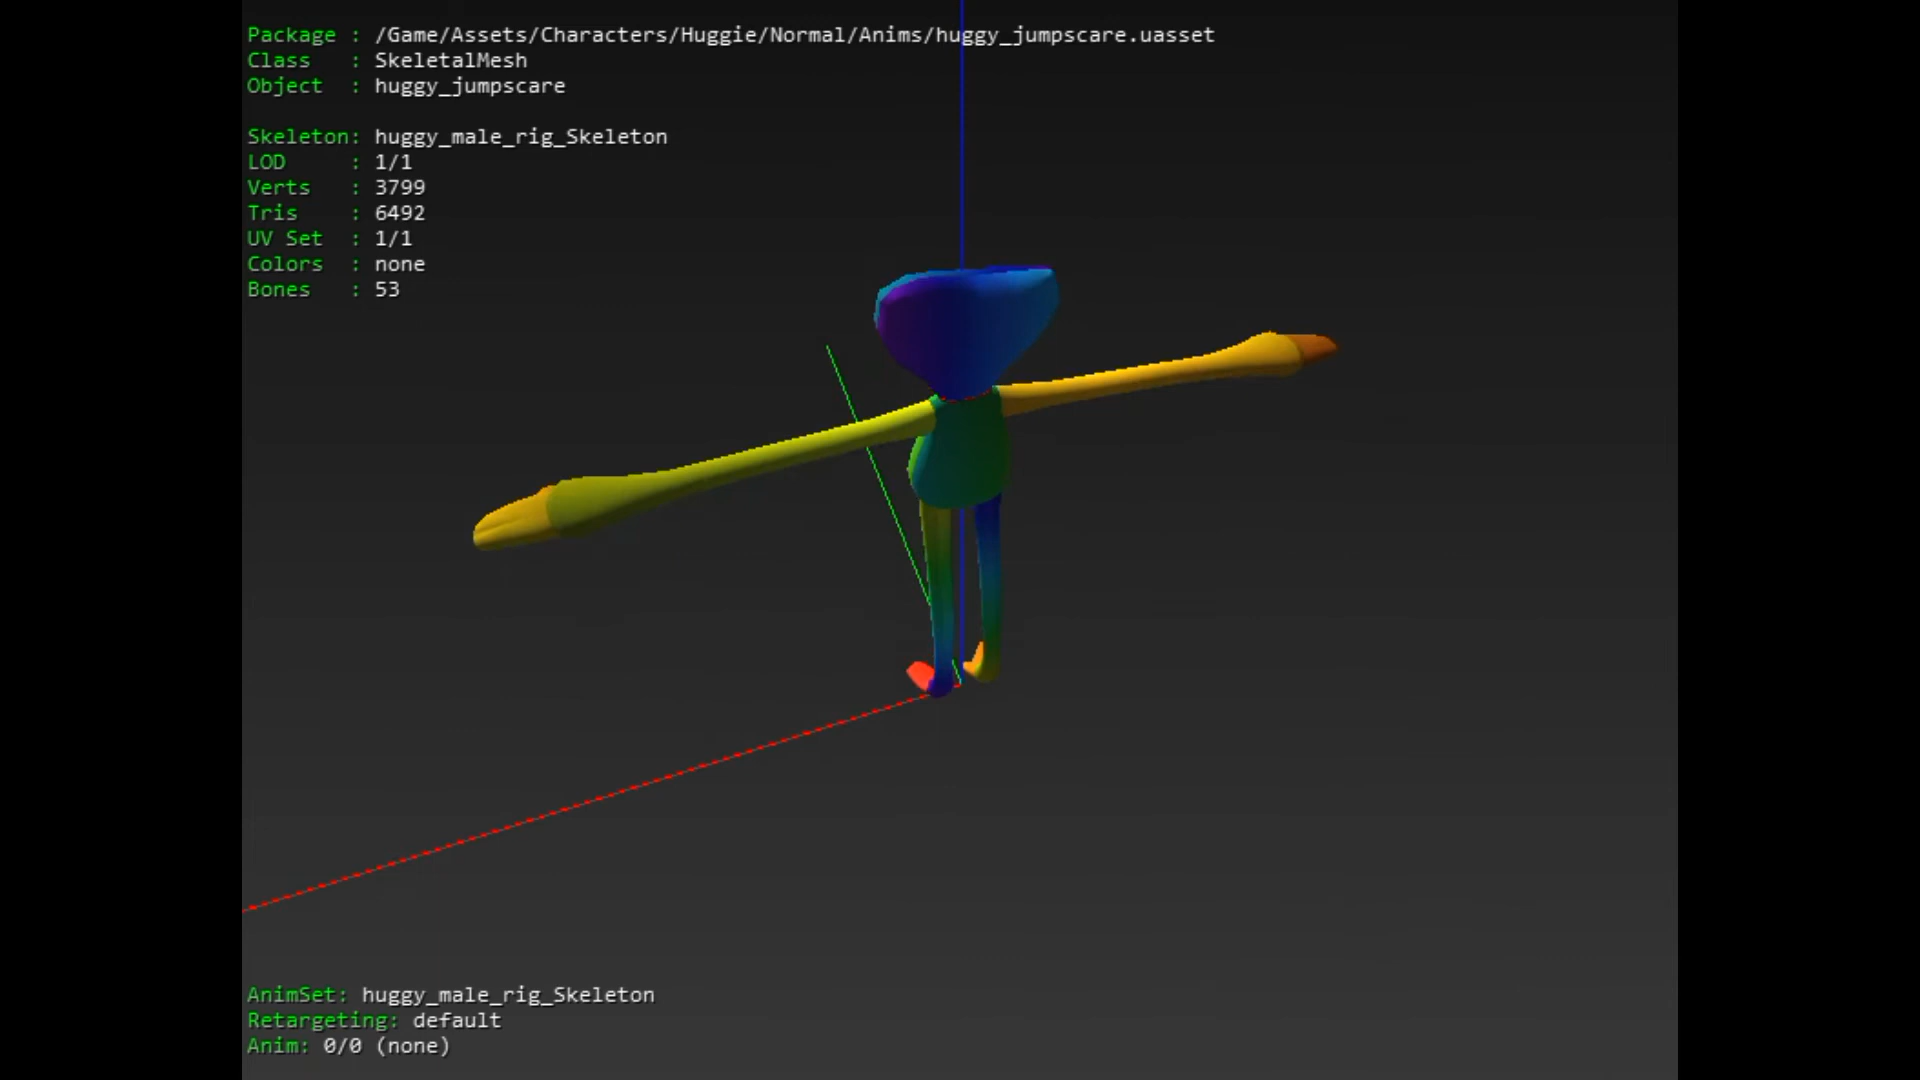 Package : /Game/Assets/Characters/Huggie/Normal/Anims/huggy_jumpscare.uasset
Class : SkeletalMesh
Object : huggy_jumpscare
Skeleton: huggy_male_rig_Skeleton
LOD : 1/1
Verts : 3799
Tris : 6492
UV Set : 1/1
Colors : none
Bones : 53
AnimSet: huggy_male_rig_Skeleton
Retargeting: default
Anim: 0/0 (none)